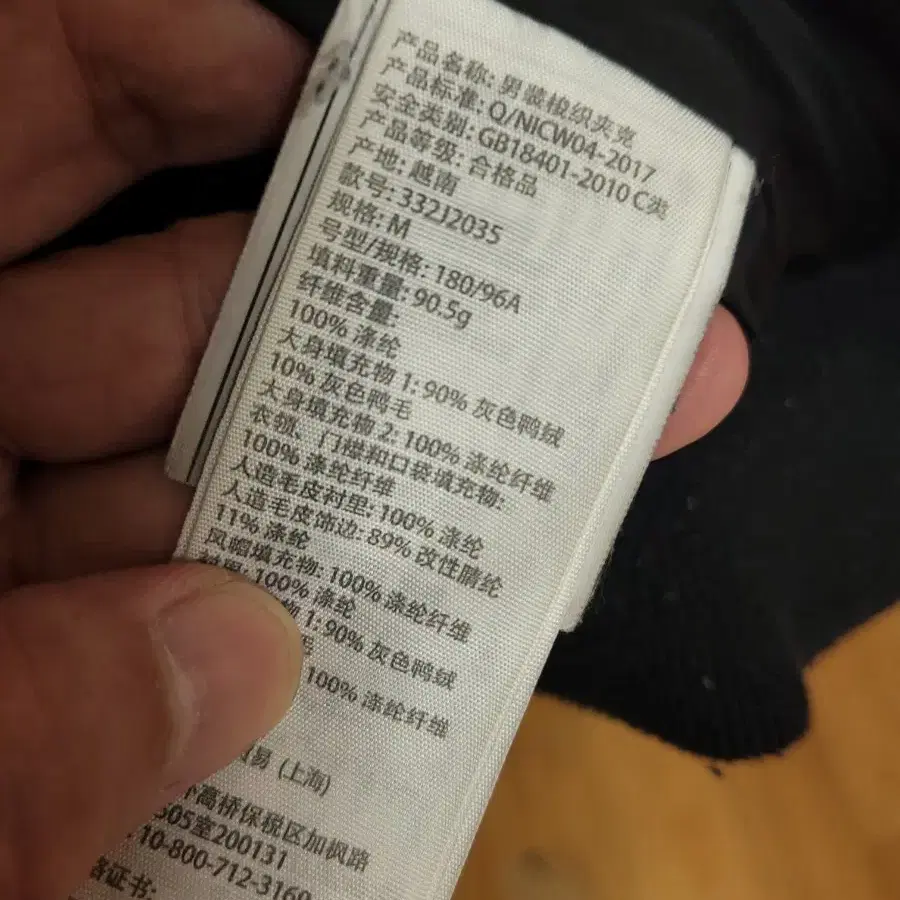 产品名称: 男装梭织夹克
产品标准: Q/NICW04-2017
安全类别: GB18401-2010 C类
产品等级: 合格品
产地: 越南
款号: 332J2035
规格: M
号型/规格: 180/96A
填料重量: 90.5g
纤维含量:
100% 涤纶
大身填充物 1: 90% 灰色鸭绒
10% 灰色鸭毛
大身填充物 2: 100% 涤纶纤维
衣领、门襟和口袋填充物:
100% 涤纶纤维
人造毛皮衬里: 100% 涤纶
人造毛皮饰边: 89% 改性腈纶
11% 涤纶
风帽填充物: 100% 涤纶纤维
100% 涤纶
物 1: 90% 灰色鸭绒
毛
100% 涤纶纤维
贸易 (上海)
外高桥保税区加枫路
505室200131
10-800-712-3160
格证书: